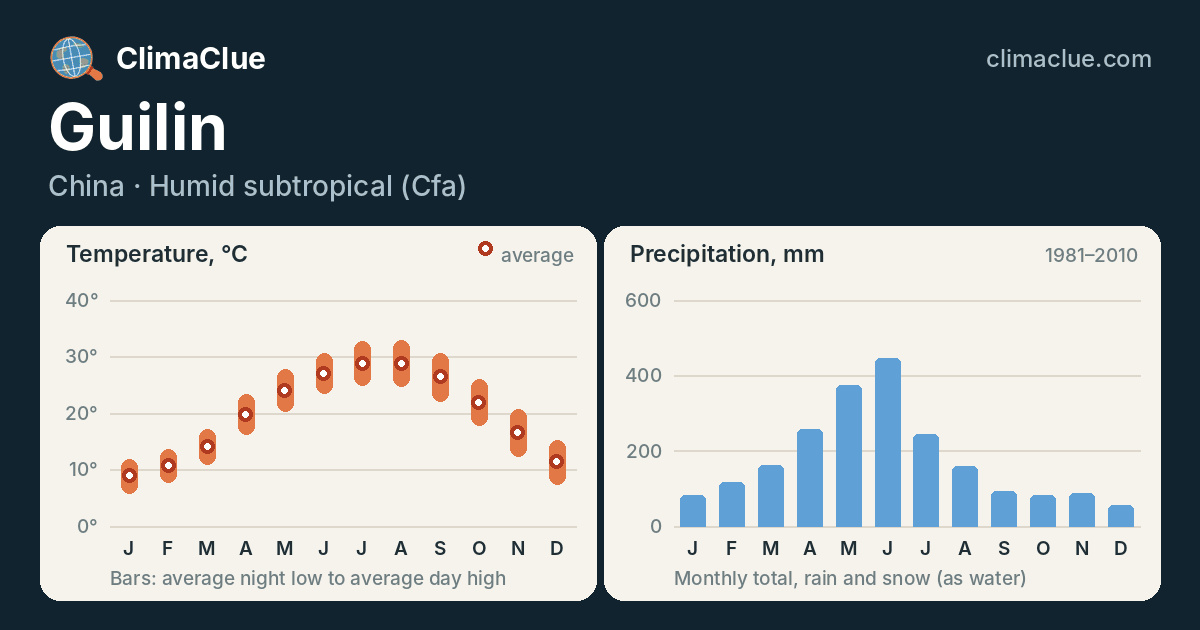 ClimaClue
climaclue.com
Guilin
China · Humid subtropical (Cfa)
Temperature, °C
average
40°
30°
20°
10°
0°
J F M A M J J A S O N D
Bars: average night low to average day high
Precipitation, mm
1981–2010
600
400
200
0
J F M A M J J A S O N D
Monthly total, rain and snow (as water)